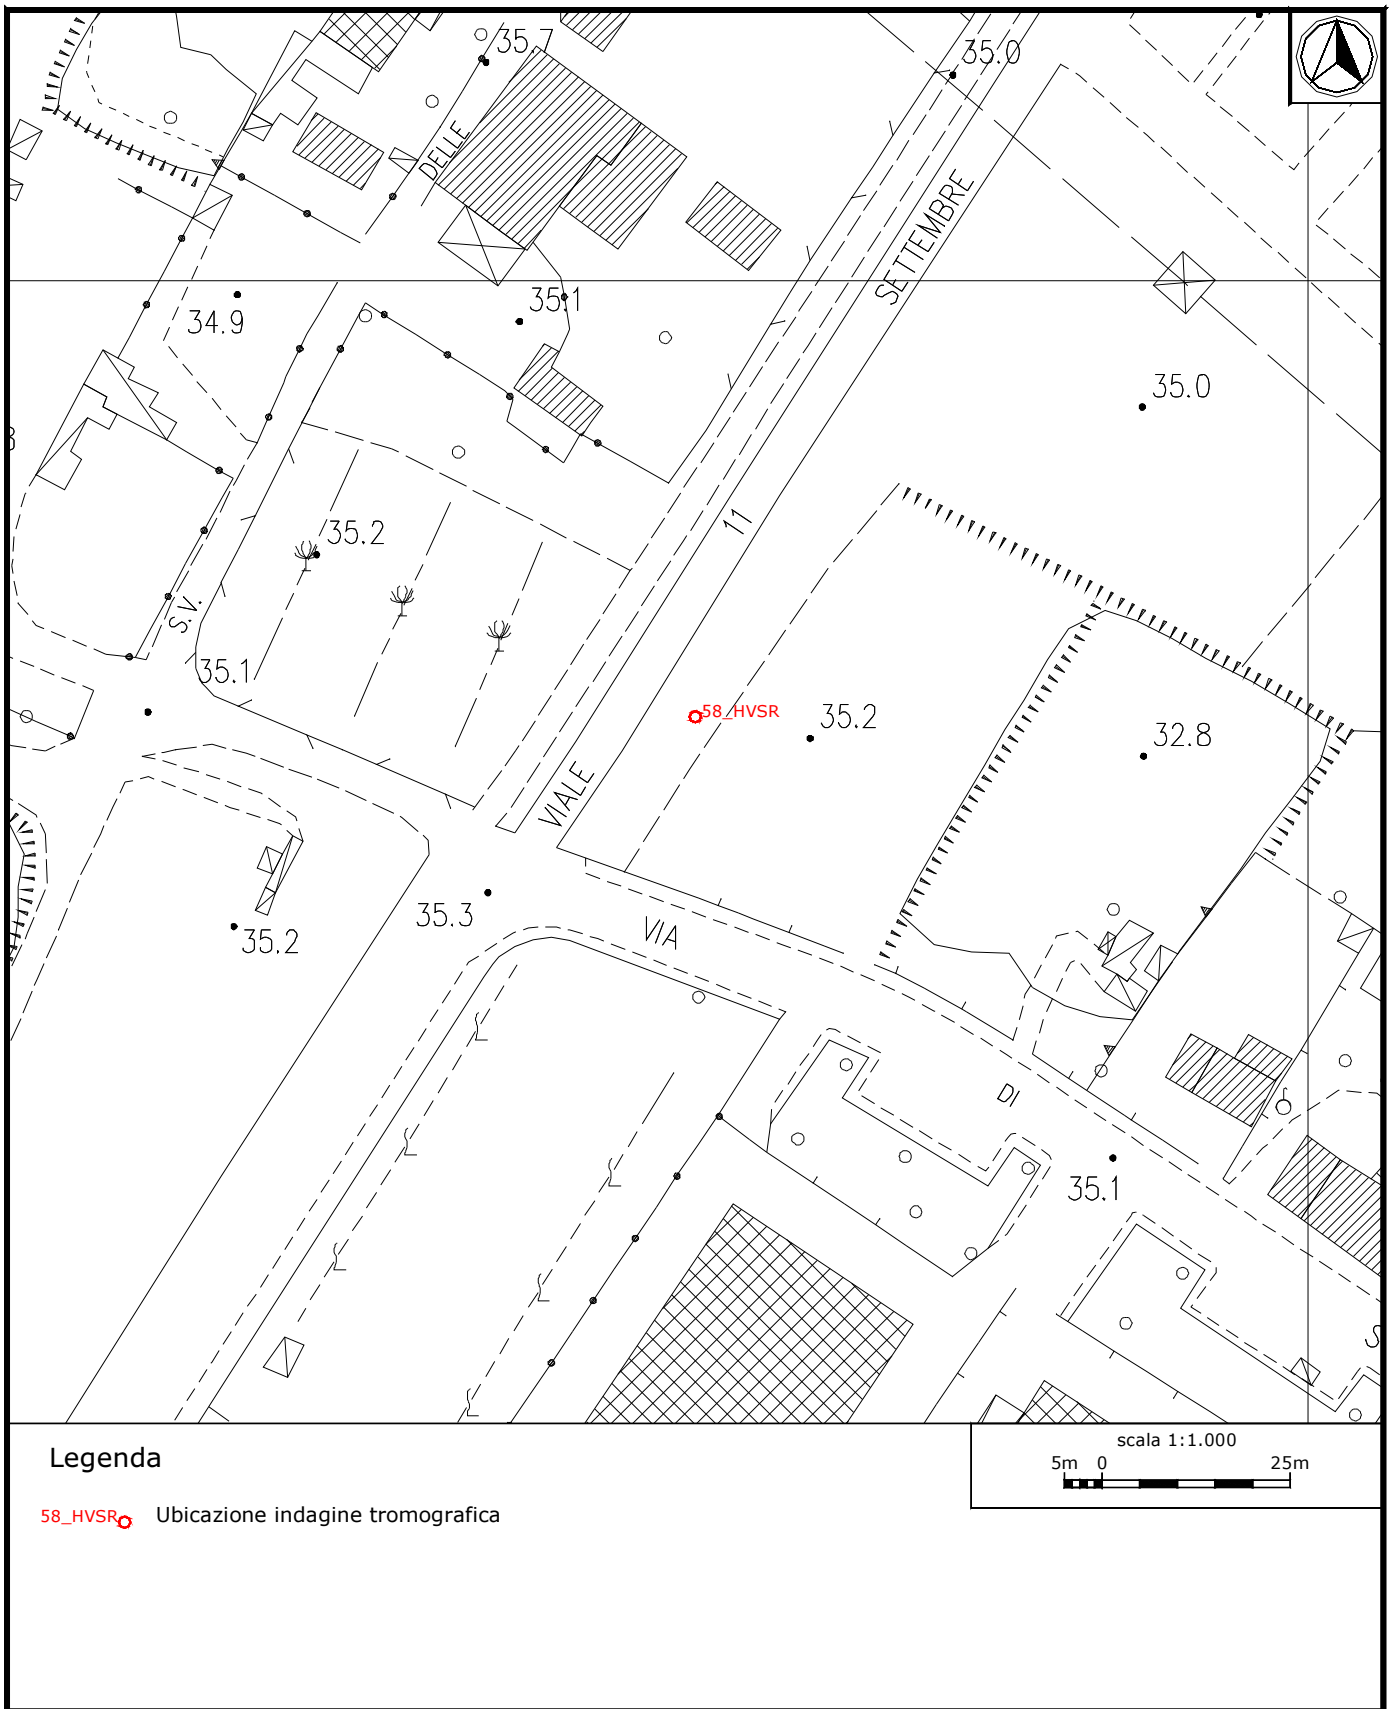 35.7
35.0
DELLE
SETTEMBRE
35.1
34.9
35.0
11
35.2
S.V.
35.1
58_HVSR
35.2
32.8
VIALE
35.3
VIA
35.2
DI
35.1
S
Legenda
58_HVSR Ubicazione indagine tromografica
scala 1:1.000
5m 0 25m